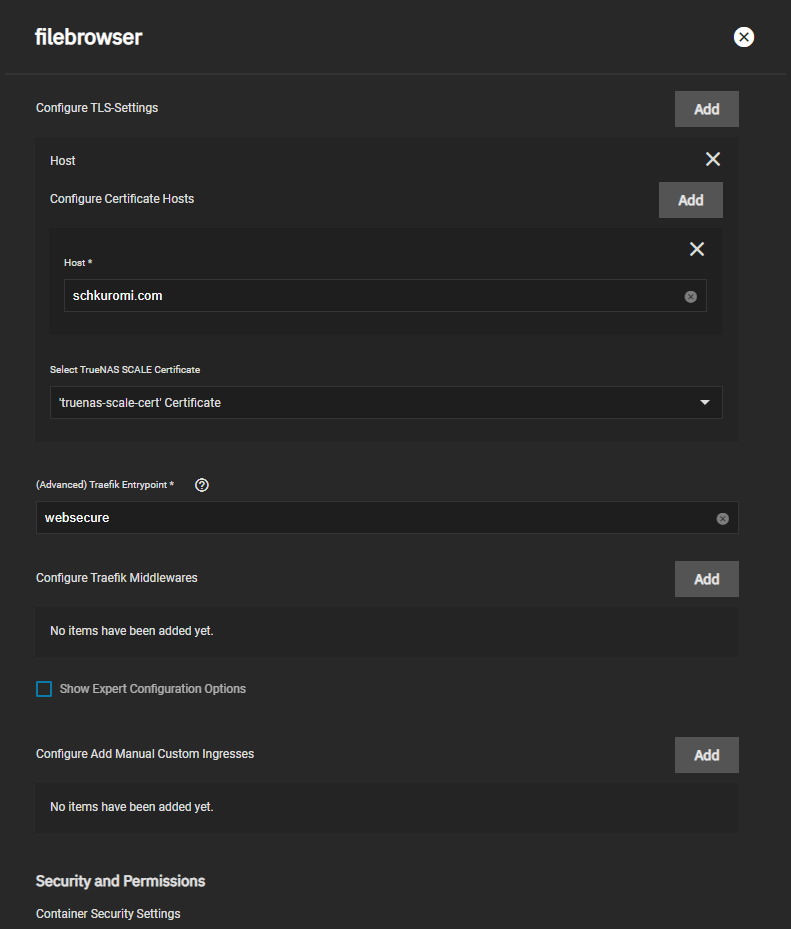 filebrowser
Configure TLS-Settings
Add
Host
Configure Certificate Hosts
Add
Host *
schkuromi.com
Select TrueNAS SCALE Certificate
'truenas-scale-cert' Certificate
(Advanced) Traefik Entrypoint *
websecure
Configure Traefik Middlewares
Add
No items have been added yet.
Show Expert Configuration Options
Configure Add Manual Custom Ingresses
Add
No items have been added yet.
Security and Permissions
Container Security Settings